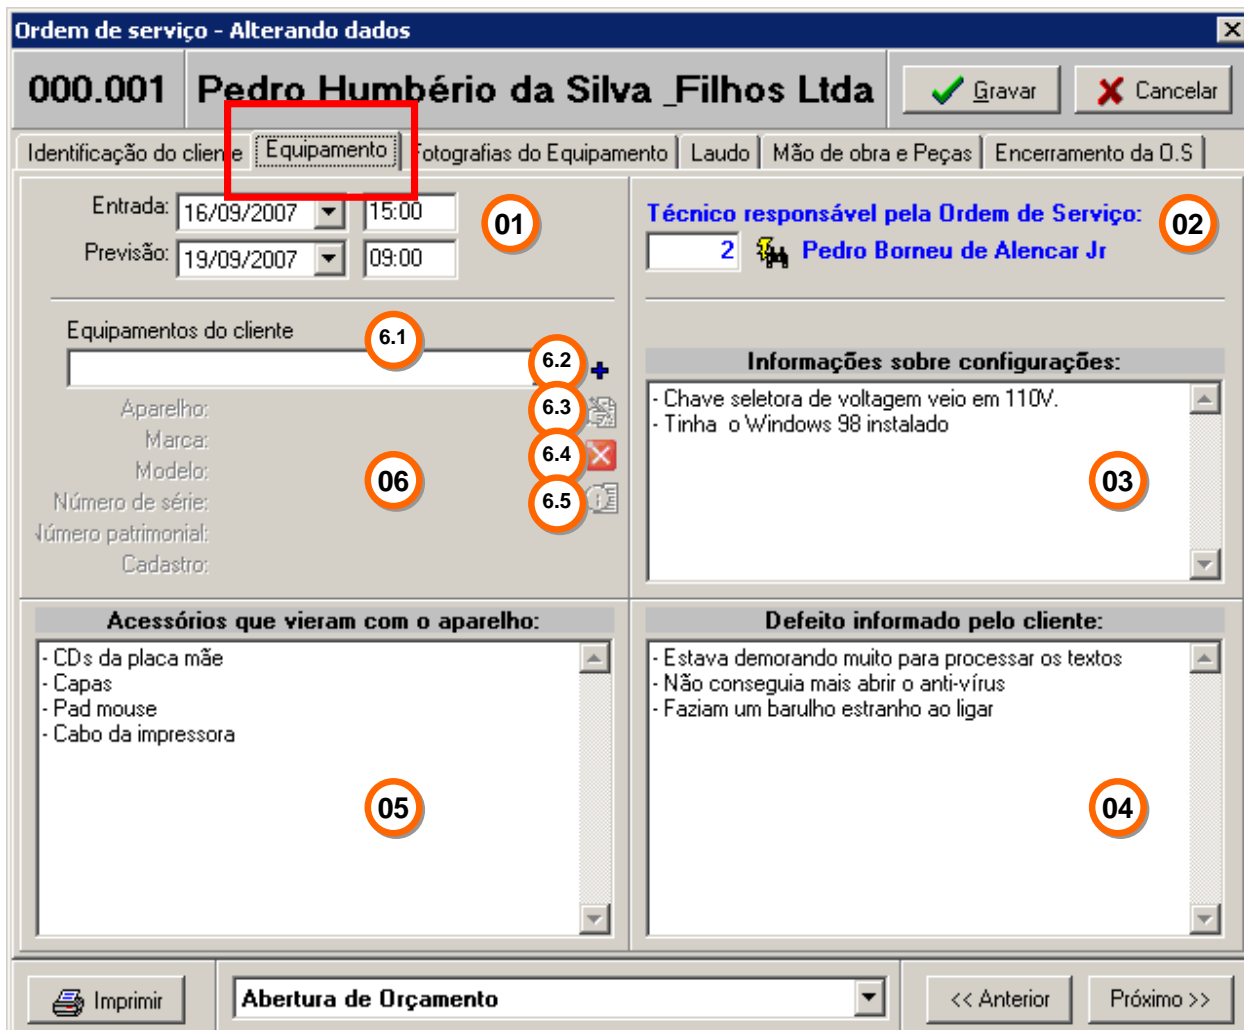 Ordem de serviço - Alterando dados
000.001 Pedro Humbério da Silva _Filhos Ltda Gravar Cancelar
Identificação do cliente Equipamento Fotografias do Equipamento Laudo Mão de obra e Peças Encerramento da O.S
Entrada: 16/09/2007 15:00 01
Previsão: 19/09/2007 09:00
Técnico responsável pela Ordem de Serviço: 02
2 Pedro Borneu de Alencar Jr
Equipamentos do cliente 6.1
6.2
6.3
6.4
6.5
Aparelho:
Marca:
Modelo:
06
Número de série:
Número patrimonial:
Cadastro:
Informações sobre configurações:
- Chave seletora de voltagem veio em 110V.
- Tinha o Windows 98 instalado
03
Acessórios que vieram com o aparelho:
- CDs da placa mãe
- Capas
- Pad mouse
- Cabo da impressora
05
Defeito informado pelo cliente:
- Estava demorando muito para processar os textos
- Não conseguia mais abrir o anti-vírus
- Faziam um barulho estranho ao ligar
04
Imprimir Abertura de Orçamento << Anterior Próximo >>